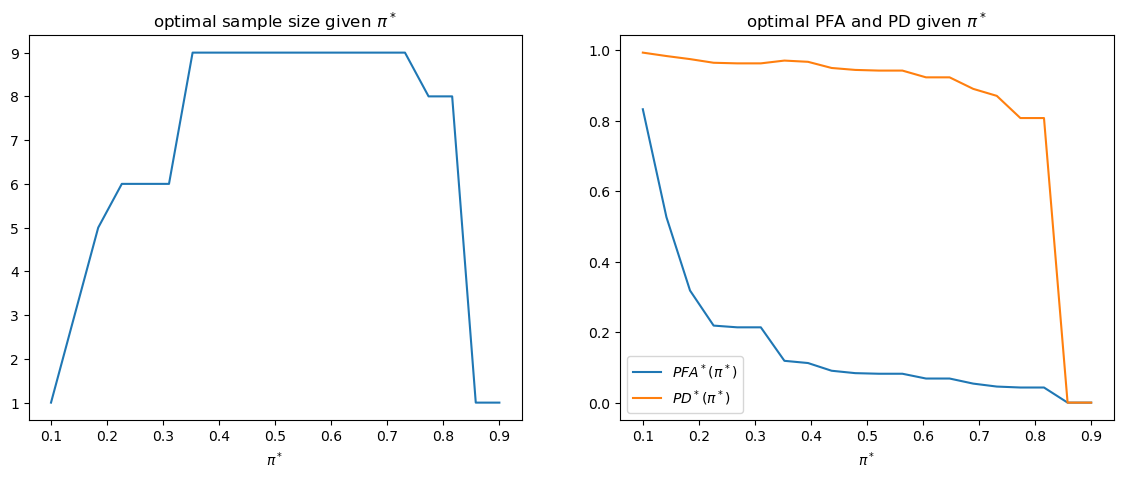 optimal sample size given π*
9
8
7
6
5
4
3
2
1
0.1 0.2 0.3 0.4 0.5 0.6 0.7 0.8 0.9
π*
optimal PFA and PD given π*
1.0
0.8
0.6
0.4
0.2
0.0
PFA*(π*)
PD*(π*)
0.1 0.2 0.3 0.4 0.5 0.6 0.7 0.8 0.9
π*